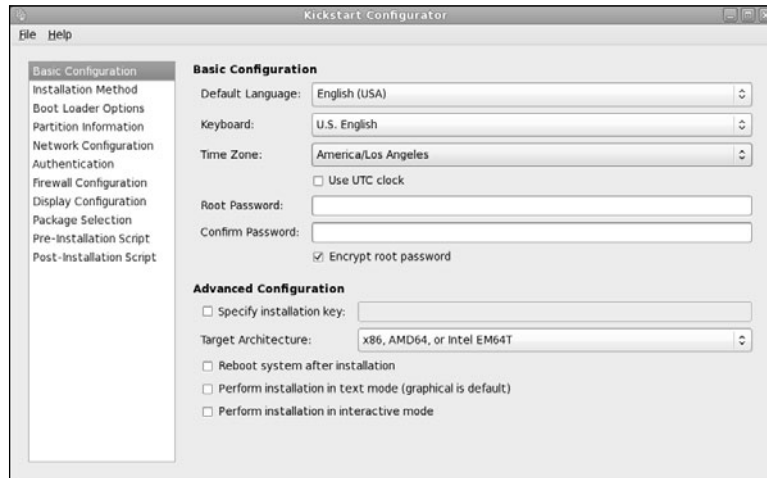 Kickstart Configurator
File Help
Basic Configuration
Installation Method
Boot Loader Options
Partition Information
Network Configuration
Authentication
Firewall Configuration
Display Configuration
Package Selection
Pre-Installation Script
Post-Installation Script
Basic Configuration
Default Language: English (USA)
Keyboard: U.S. English
Time Zone: America/Los Angeles
Use UTC clock
Root Password:
Confirm Password:
Encrypt root password
Advanced Configuration
Specify installation key:
Target Architecture: x86, AMD64, or Intel EM64T
Reboot system after installation
Perform installation in text mode (graphical is default)
Perform installation in interactive mode